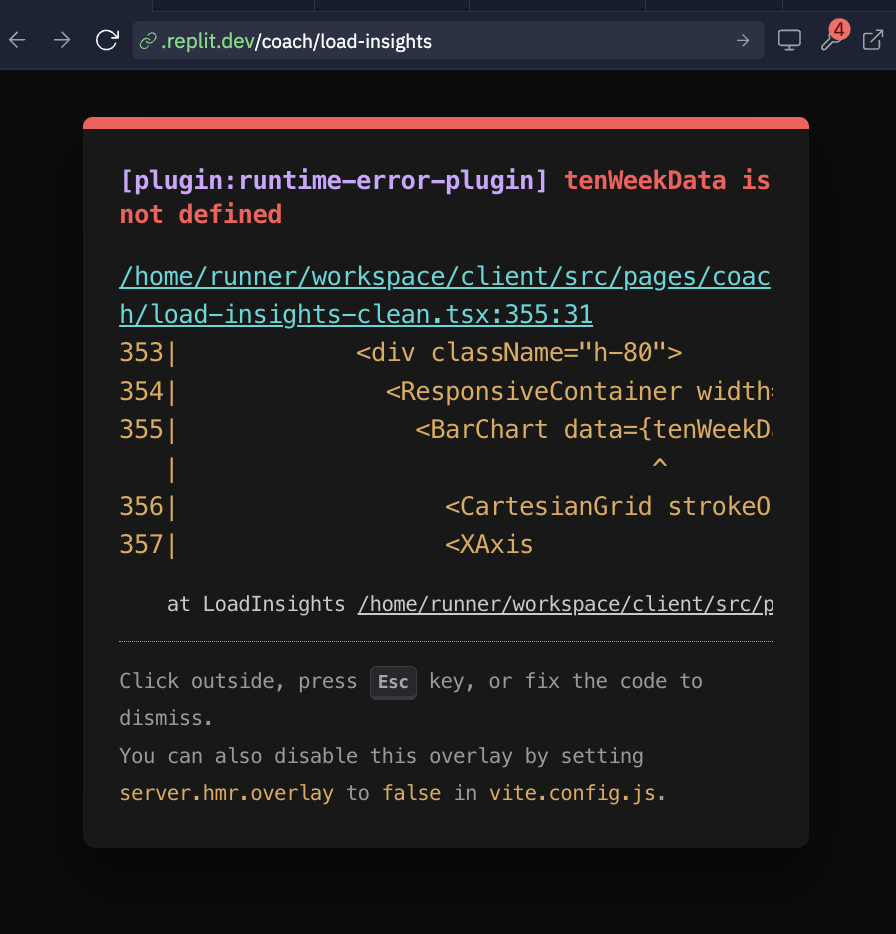 .replit.dev/coach/load-insights
4
[plugin:runtime-error-plugin] tenWeekData is
not defined
/home/runner/workspace/client/src/pages/coac
h/load-insights-clean.tsx:355:31
353|            <div className="h-80">
354|              <ResponsiveContainer width=
355|                <BarChart data={tenWeekDa
   |                                ^
356|                  <CartesianGrid strokeO
357|                  <XAxis
at LoadInsights /home/runner/workspace/client/src/p
Click outside, press Esc key, or fix the code to
dismiss.
You can also disable this overlay by setting
server.hmr.overlay to false in vite.config.js.